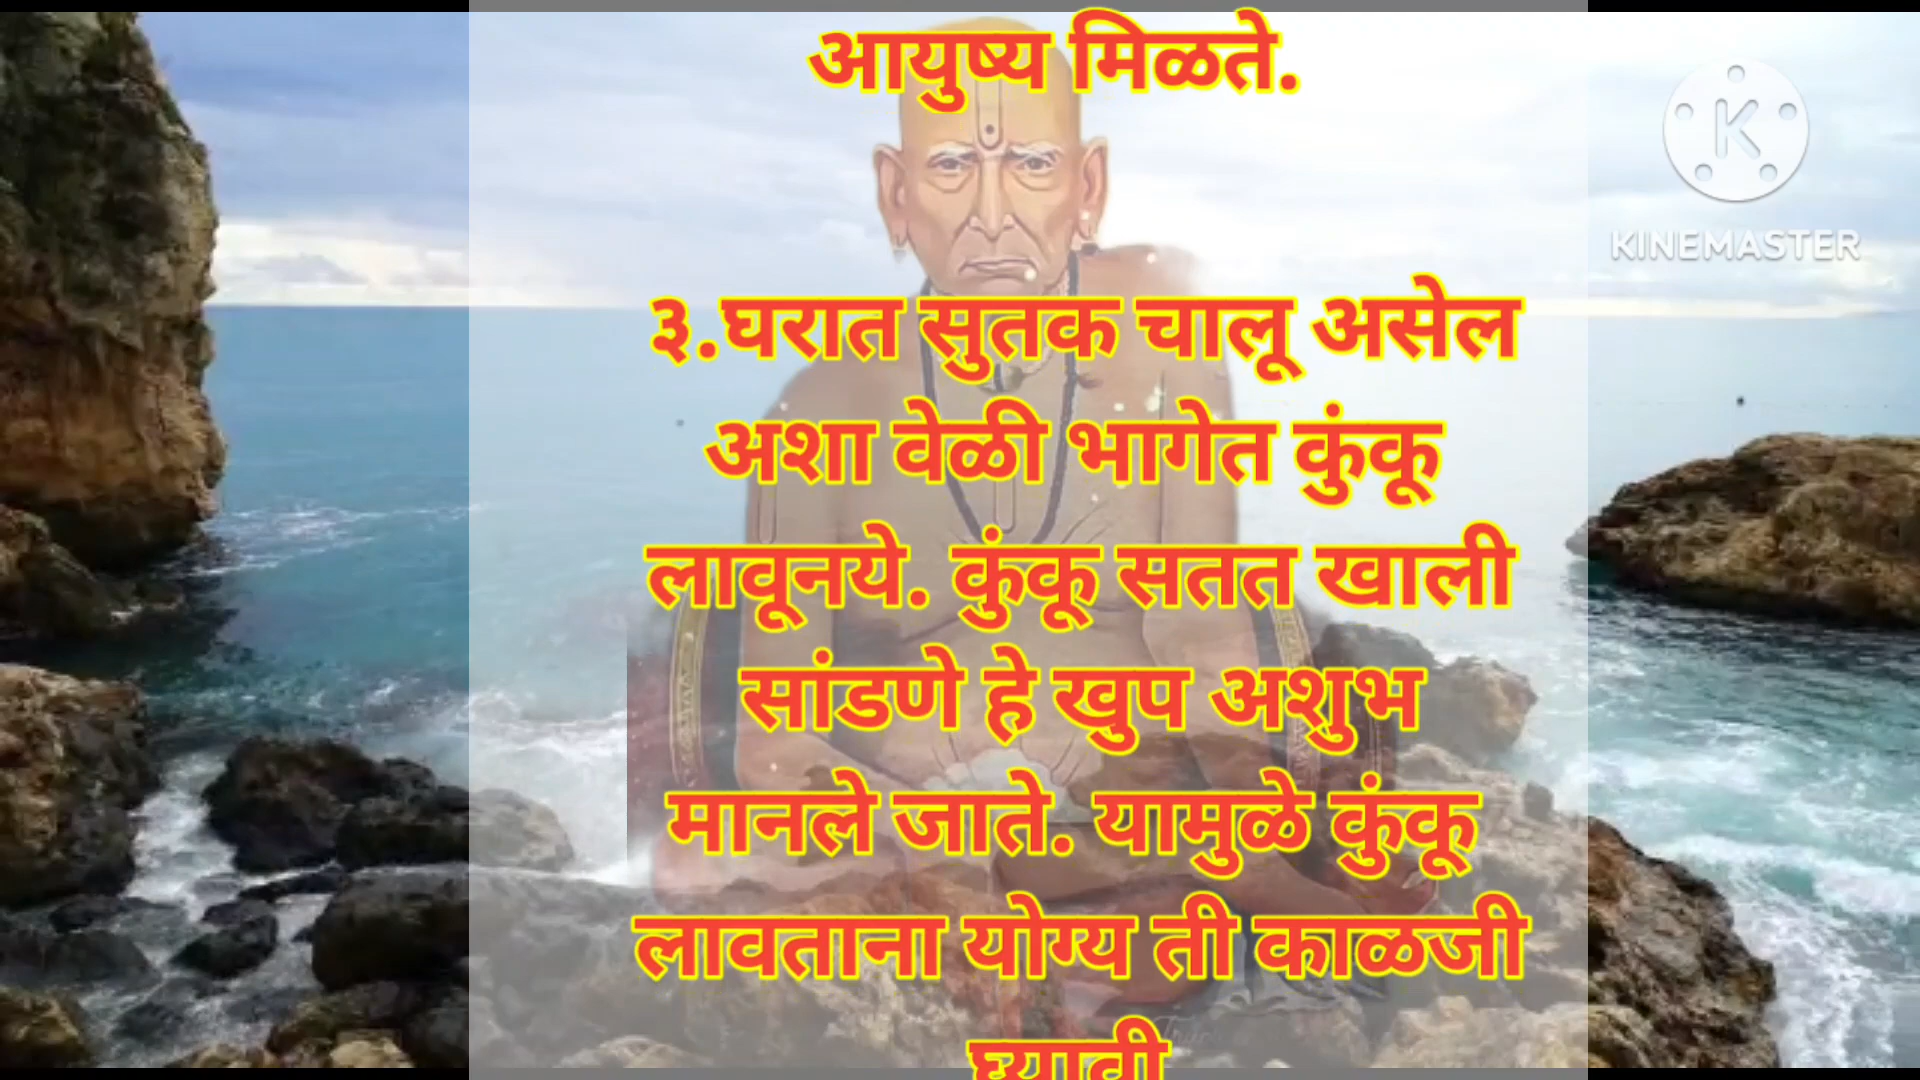 आयुष्य मिळते.
KINEMASTER
३.घरात सुतक चालू असेल
अशा वेळी भागेत कुंकू
लावूनये. कुंकू सतत खाली
सांडणे हे खुप अशुभ
मानले जाते. यामुळे कुंकू
लावताना योग्य ती काळजी
घ्यावी